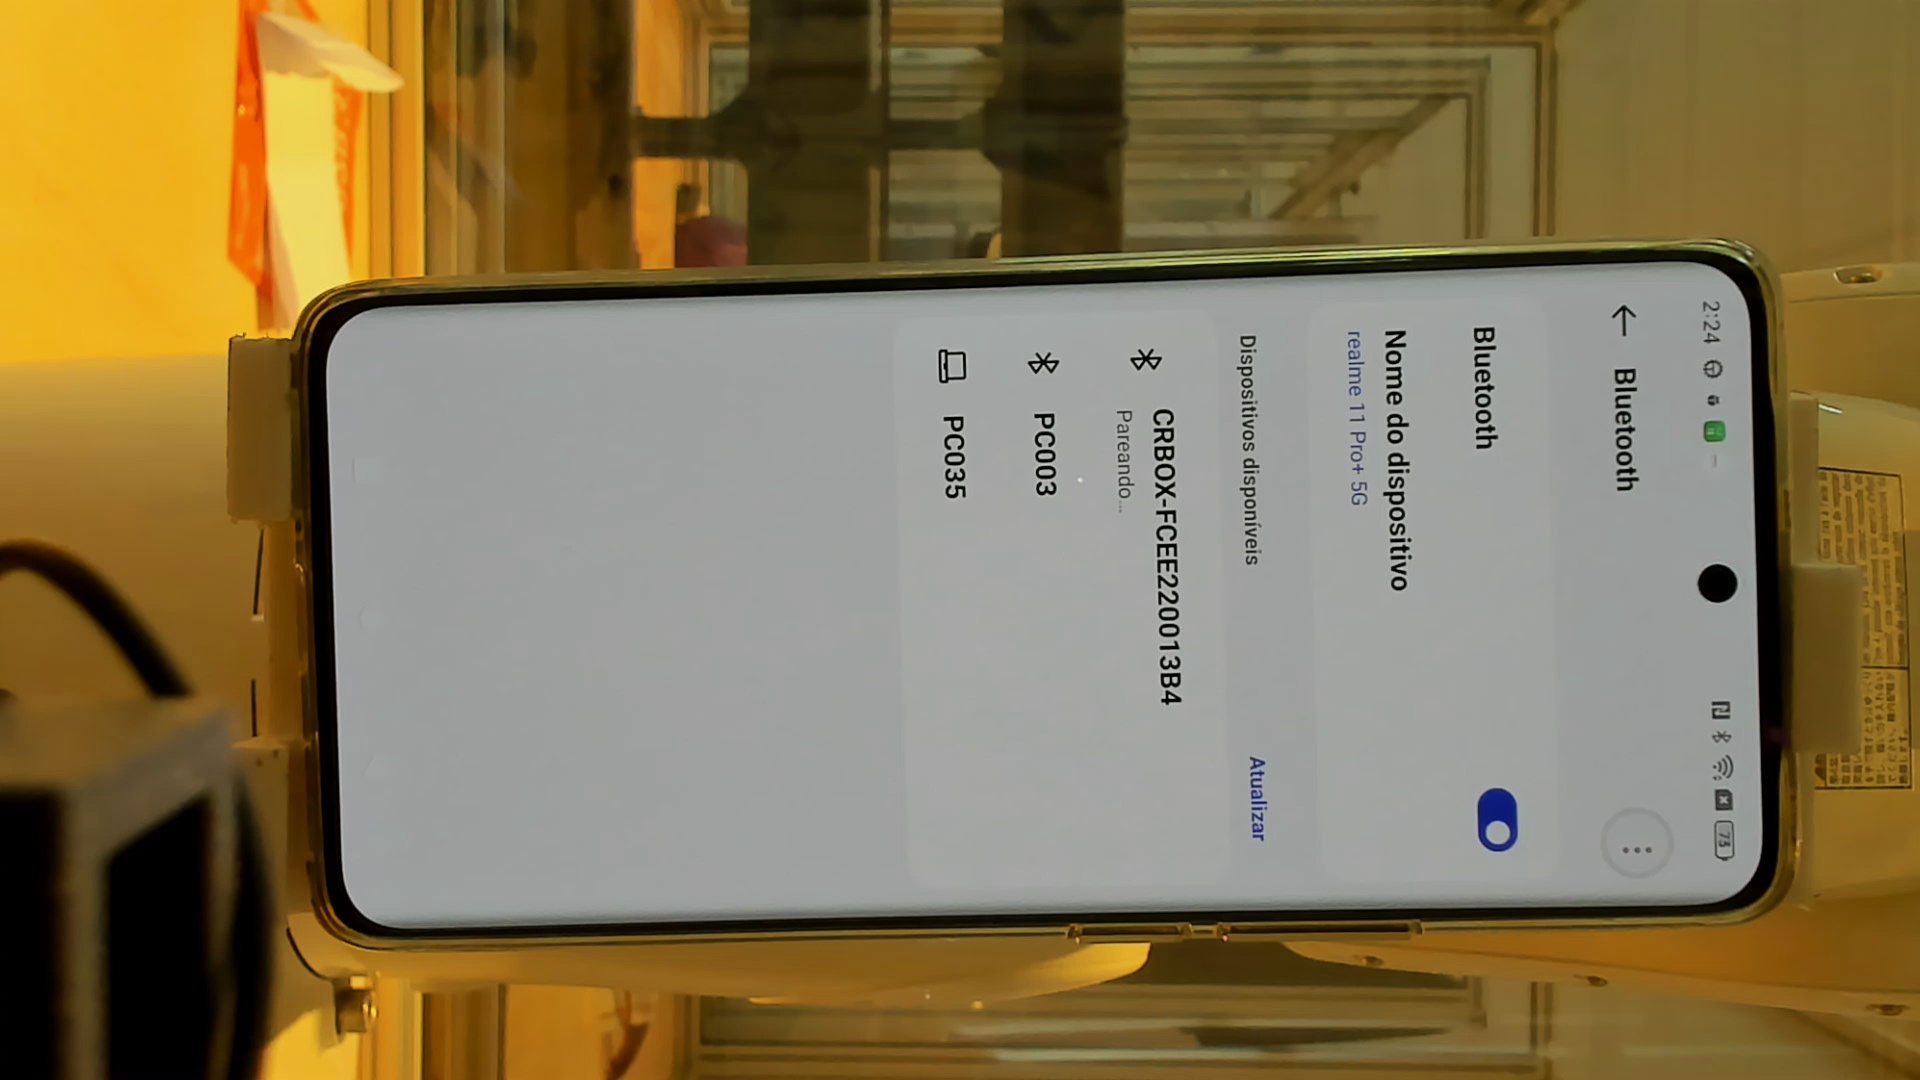 2:24
73
Bluetooth
Bluetooth
Nome do dispositivo
realme 11 Pro+ 5G
Dispositivos disponíveis
Atualizar
CRBOX-FCEE220013B4
Pareando...
PC003
PC035